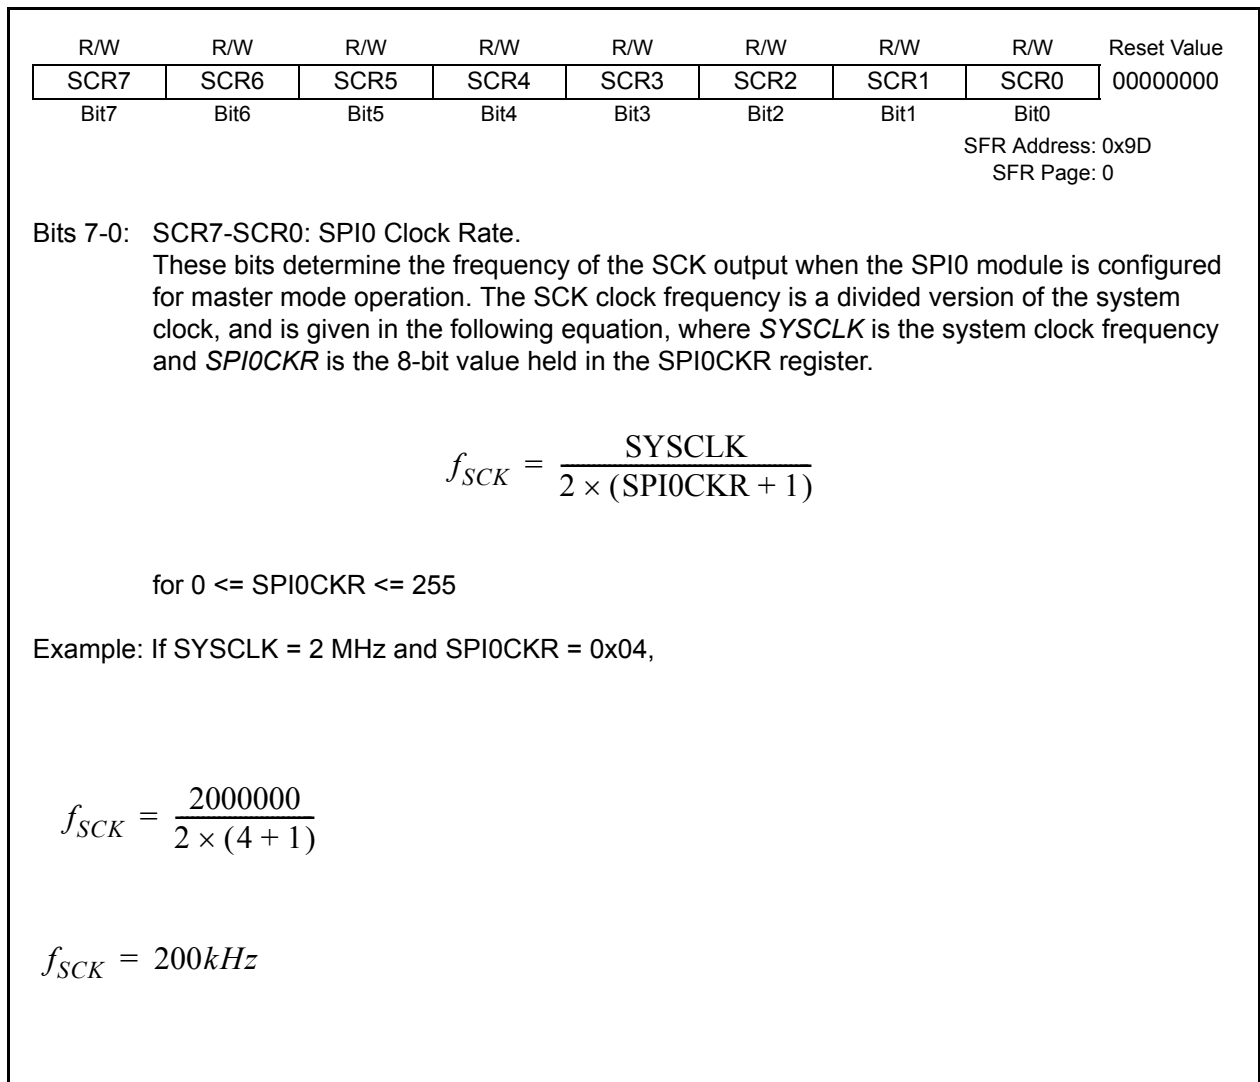 R/W R/W R/W R/W R/W R/W R/W R/W Reset Value
SCR7 SCR6 SCR5 SCR4 SCR3 SCR2 SCR1 SCR0 00000000
Bit7 Bit6 Bit5 Bit4 Bit3 Bit2 Bit1 Bit0
SFR Address: 0x9D
SFR Page: 0
Bits 7-0: SCR7-SCR0: SPI0 Clock Rate.
These bits determine the frequency of the SCK output when the SPI0 module is configured
for master mode operation. The SCK clock frequency is a divided version of the system
clock, and is given in the following equation, where SYSCLK is the system clock frequency
and SPI0CKR is the 8-bit value held in the SPI0CKR register.
f_SCK = SYSCLK / 2 × (SPI0CKR + 1)
for 0 <= SPI0CKR <= 255
Example: If SYSCLK = 2 MHz and SPI0CKR = 0x04,
f_SCK = 2000000 / 2 × (4 + 1)
f_SCK = 200kHz